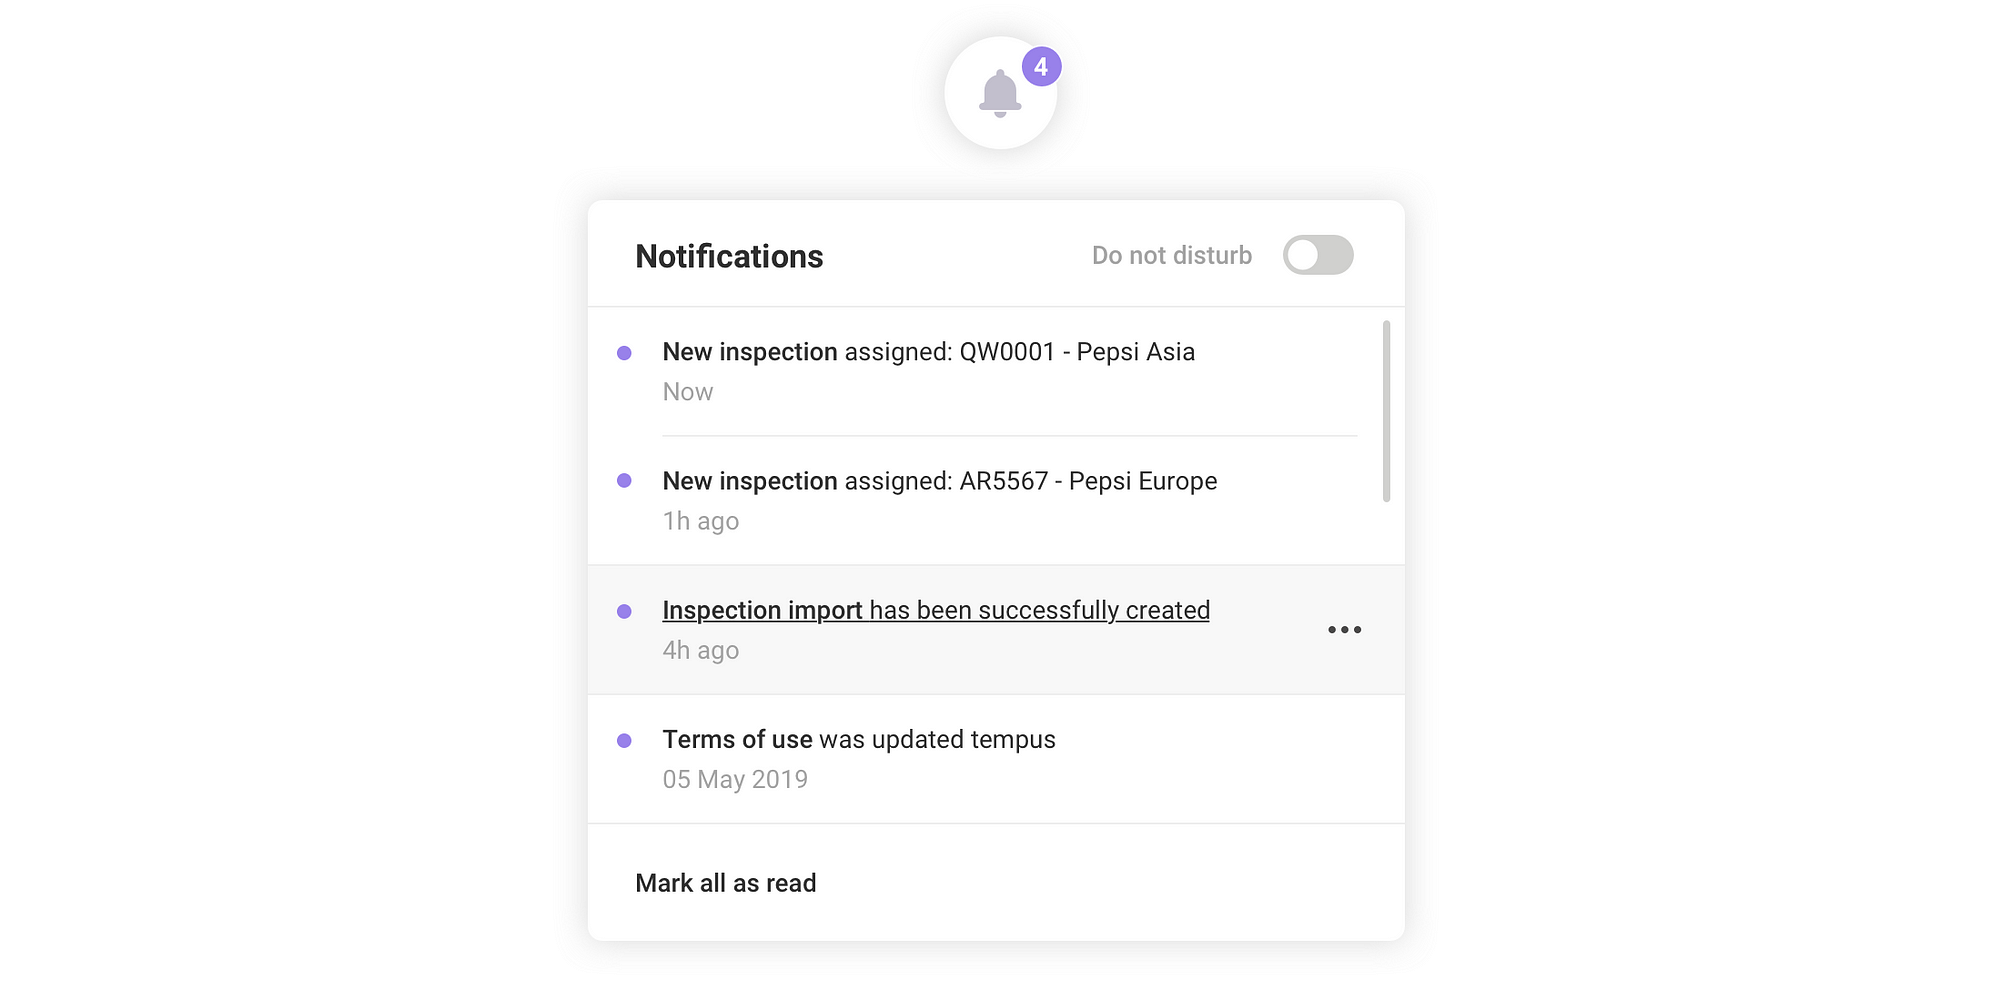 4
Notifications
Do not disturb
New inspection assigned: QW0001 - Pepsi Asia
Now
New inspection assigned: AR5567 - Pepsi Europe
1h ago
Inspection import has been successfully created
4h ago
Terms of use was updated tempus
05 May 2019
Mark all as read